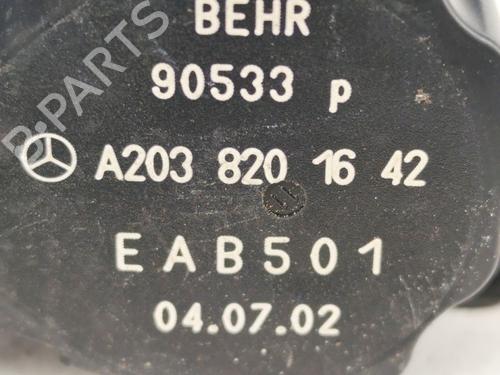 B-PARTS
BEHR
90533 p
A203 820 16 42
EAB501
04.07.02